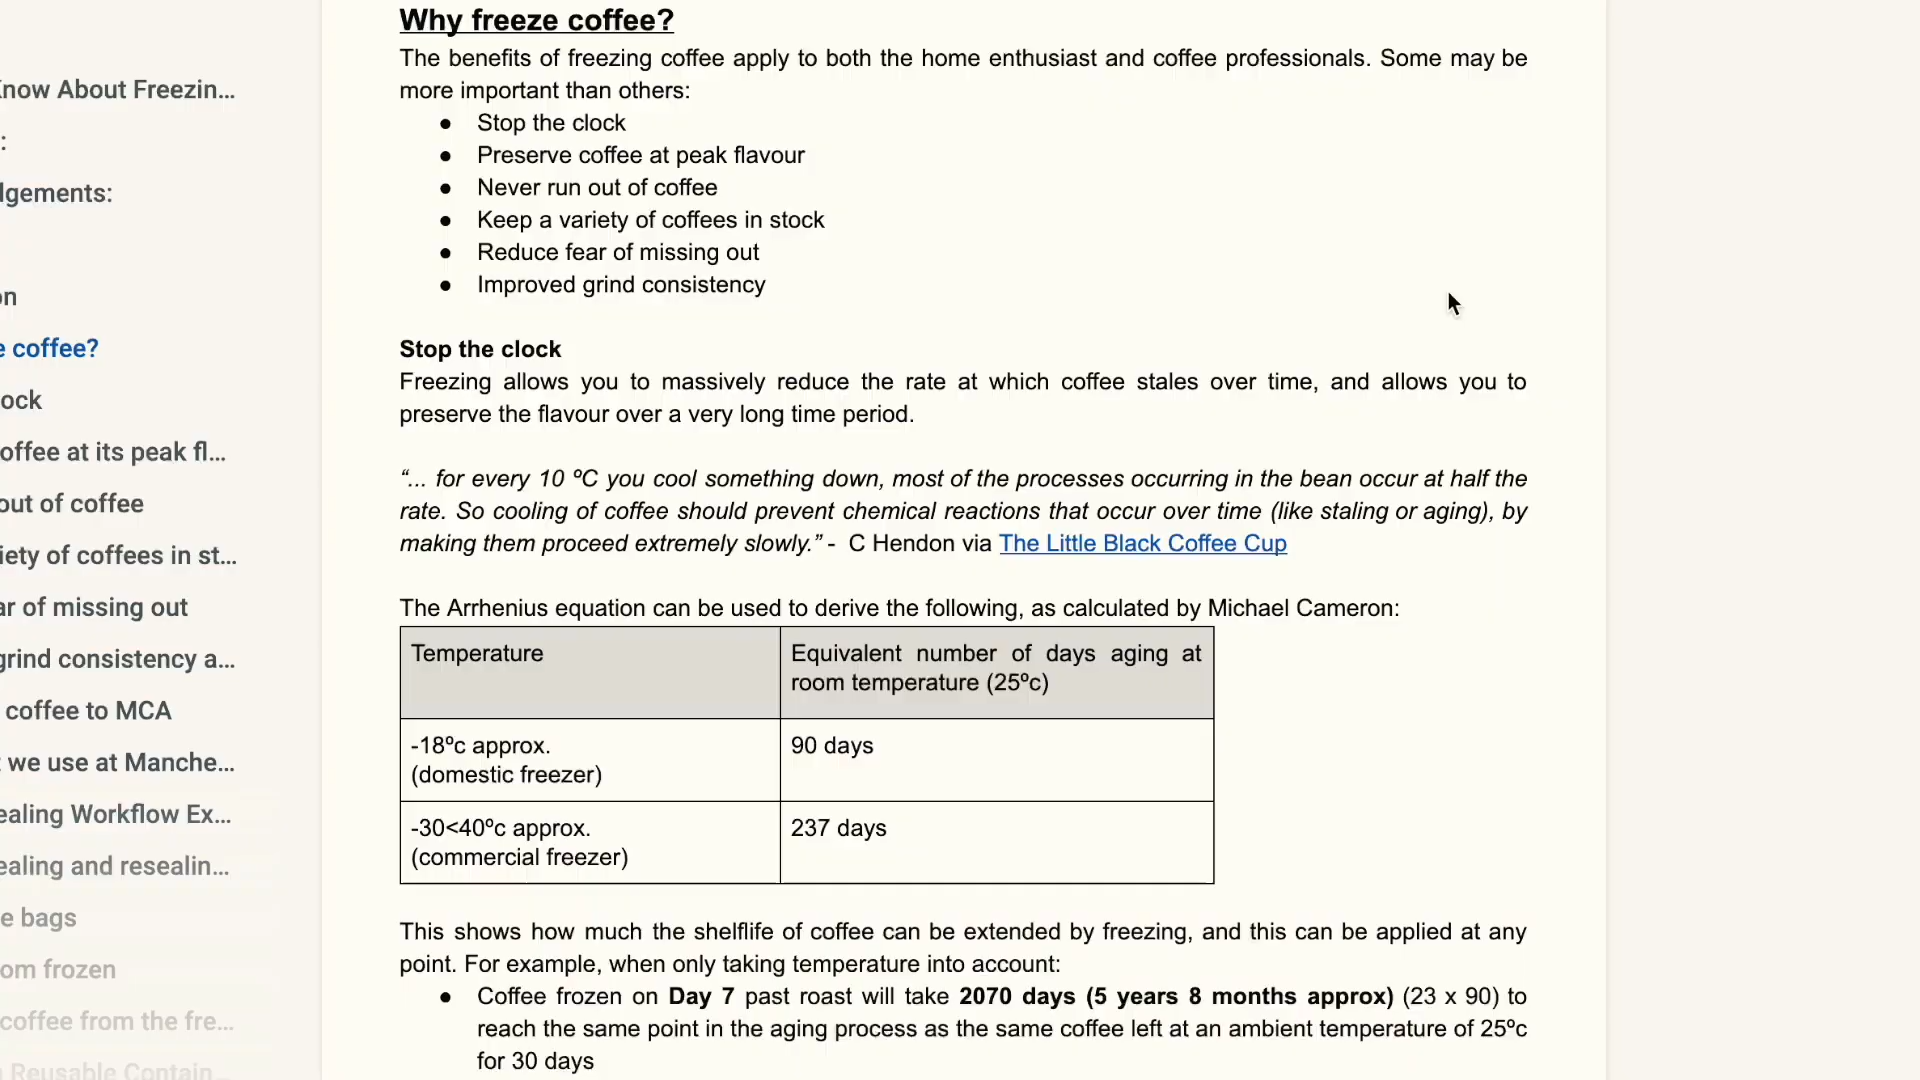 Why freeze coffee?
The benefits of freezing coffee apply to both the home enthusiast and coffee professionals. Some may be
more important than others:
● Stop the clock
● Preserve coffee at peak flavour
● Never run out of coffee
● Keep a variety of coffees in stock
● Reduce fear of missing out
● Improved grind consistency
Stop the clock
Freezing allows you to massively reduce the rate at which coffee stales over time, and allows you to
preserve the flavour over a very long time period.
“... for every 10 ºC you cool something down, most of the processes occurring in the bean occur at half the
rate. So cooling of coffee should prevent chemical reactions that occur over time (like staling or aging), by
making them proceed extremely slowly.” - C Hendon via The Little Black Coffee Cup
The Arrhenius equation can be used to derive the following, as calculated by Michael Cameron:
Temperature
Equivalent number of days aging at
room temperature (25ºc)
-18ºc approx.
(domestic freezer)
90 days
-30<40ºc approx.
(commercial freezer)
237 days
This shows how much the shelflife of coffee can be extended by freezing, and this can be applied at any
point. For example, when only taking temperature into account:
● Coffee frozen on Day 7 past roast will take 2070 days (5 years 8 months approx) (23 x 90) to
reach the same point in the aging process as the same coffee left at an ambient temperature of 25ºc
for 30 days
now About Freezin...
:
dgements:
on
e coffee?
ock
offee at its peak fl...
out of coffee
iety of coffees in st...
ar of missing out
grind consistency a...
coffee to MCA
we use at Manche...
ealing Workflow Ex...
ealing and resealin...
e bags
om frozen
coffee from the fre...
Reusable Contain...